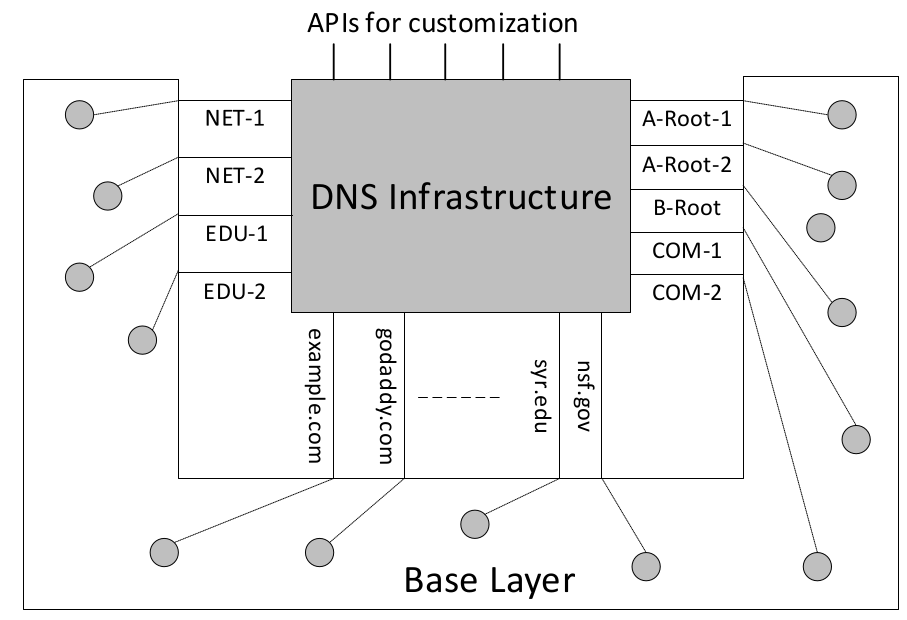 APIs for customization
NET-1
NET-2
EDU-1
EDU-2
DNS Infrastructure
A-Root-1
A-Root-2
B-Root
COM-1
COM-2
example.com
godaddy.com
syr.edu
nsf.gov
Base Layer